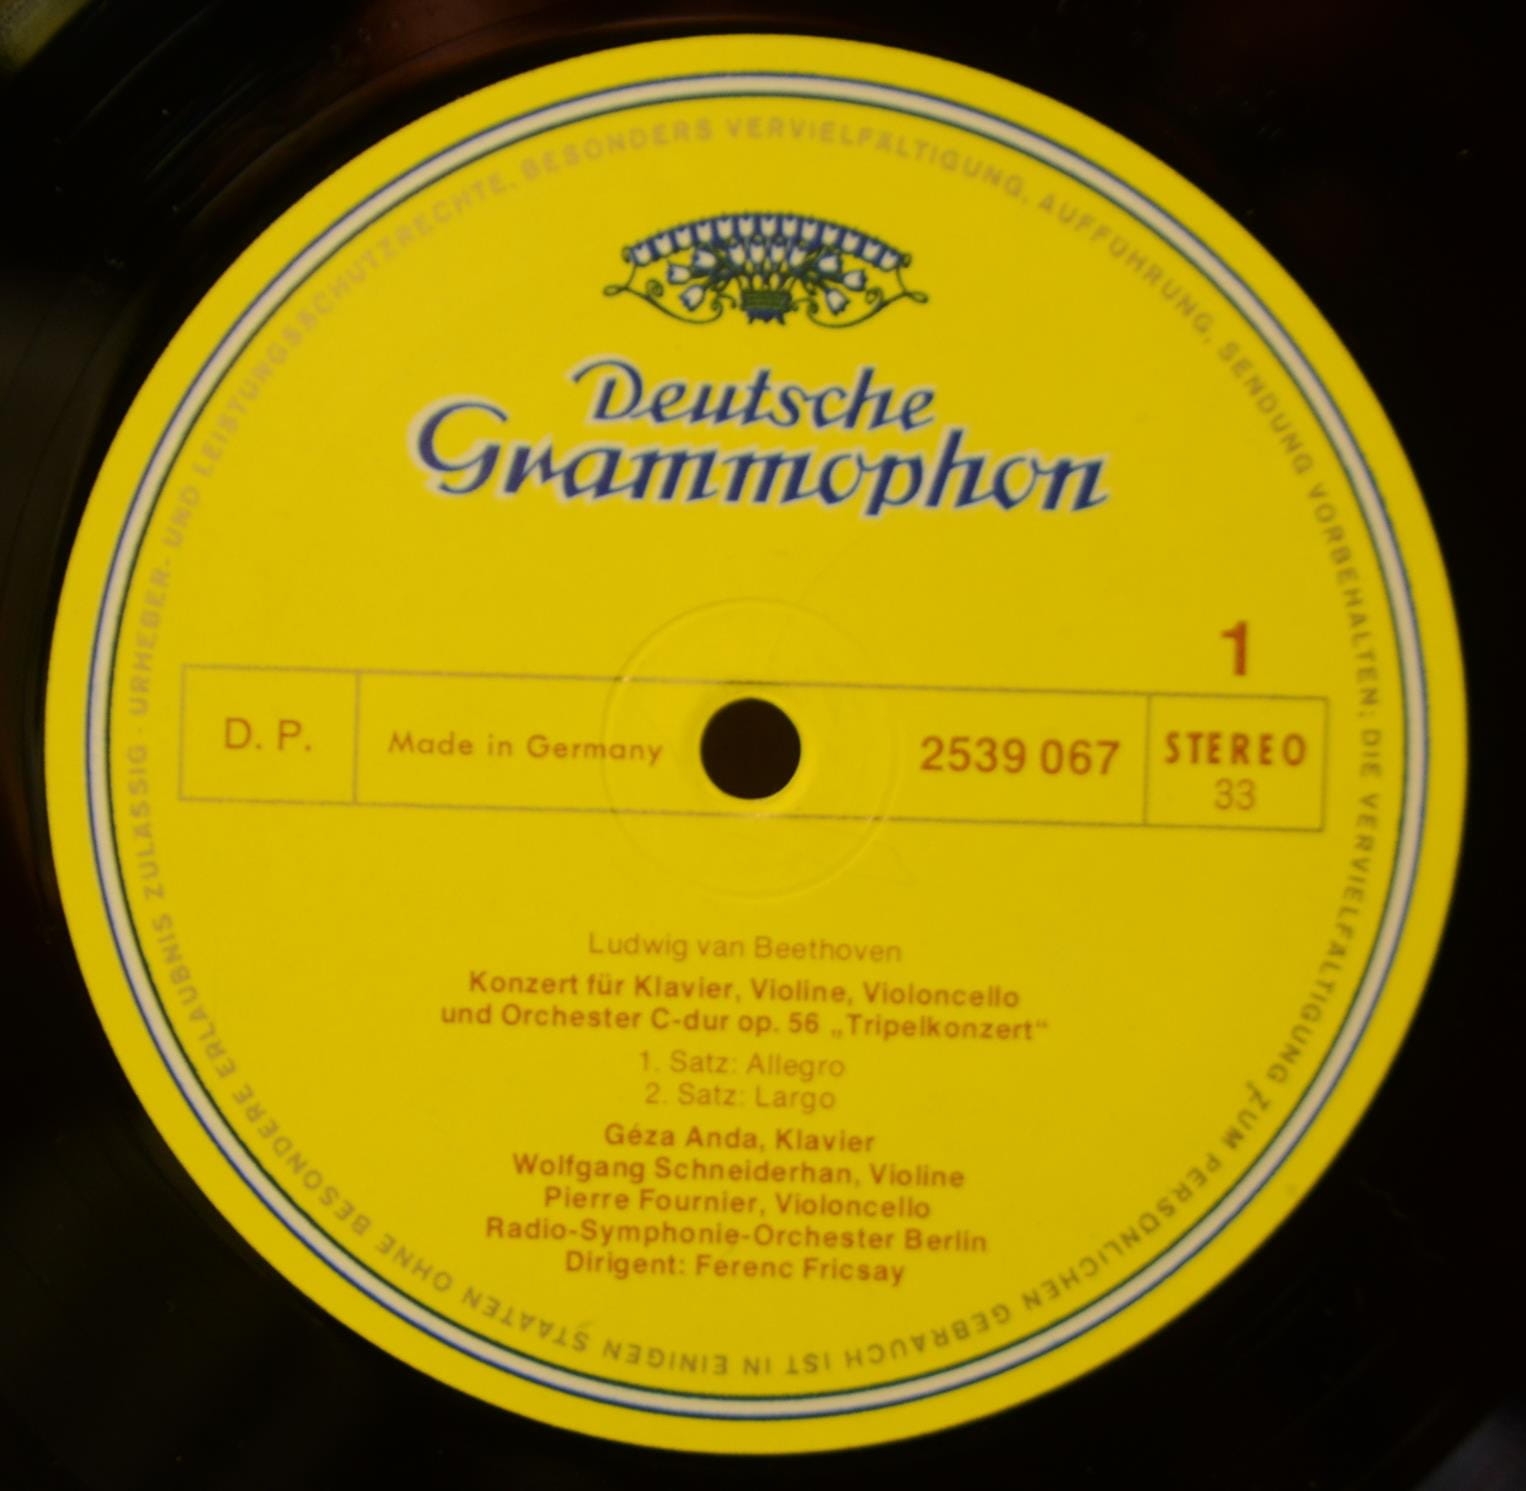 URHEBER- UND LEISTUNGSSCHUTZRECHTE, BESONDERS VERVIELFÄLTIGUNG, AUFFÜHRUNG, SENDUNG VORBEHALTEN; DIE VERVIELFÄLTIGUNG ZUM PERSÖNLICHEN GEBRAUCH IST IN EINIGEN STAATEN OHNE BESONDERE ERLAUBNIS ZULÄSSIG ·
Deutsche
Grammophon
1
D. P.
Made in Germany
2539 067
STEREO
33
Ludwig van Beethoven
Konzert für Klavier, Violine, Violoncello
und Orchester C-dur op. 56 „Tripelkonzert“
1. Satz: Allegro
2. Satz: Largo
Géza Anda, Klavier
Wolfgang Schneiderhan, Violine
Pierre Fournier, Violoncello
Radio-Symphonie-Orchester Berlin
Dirigent: Ferenc Fricsay